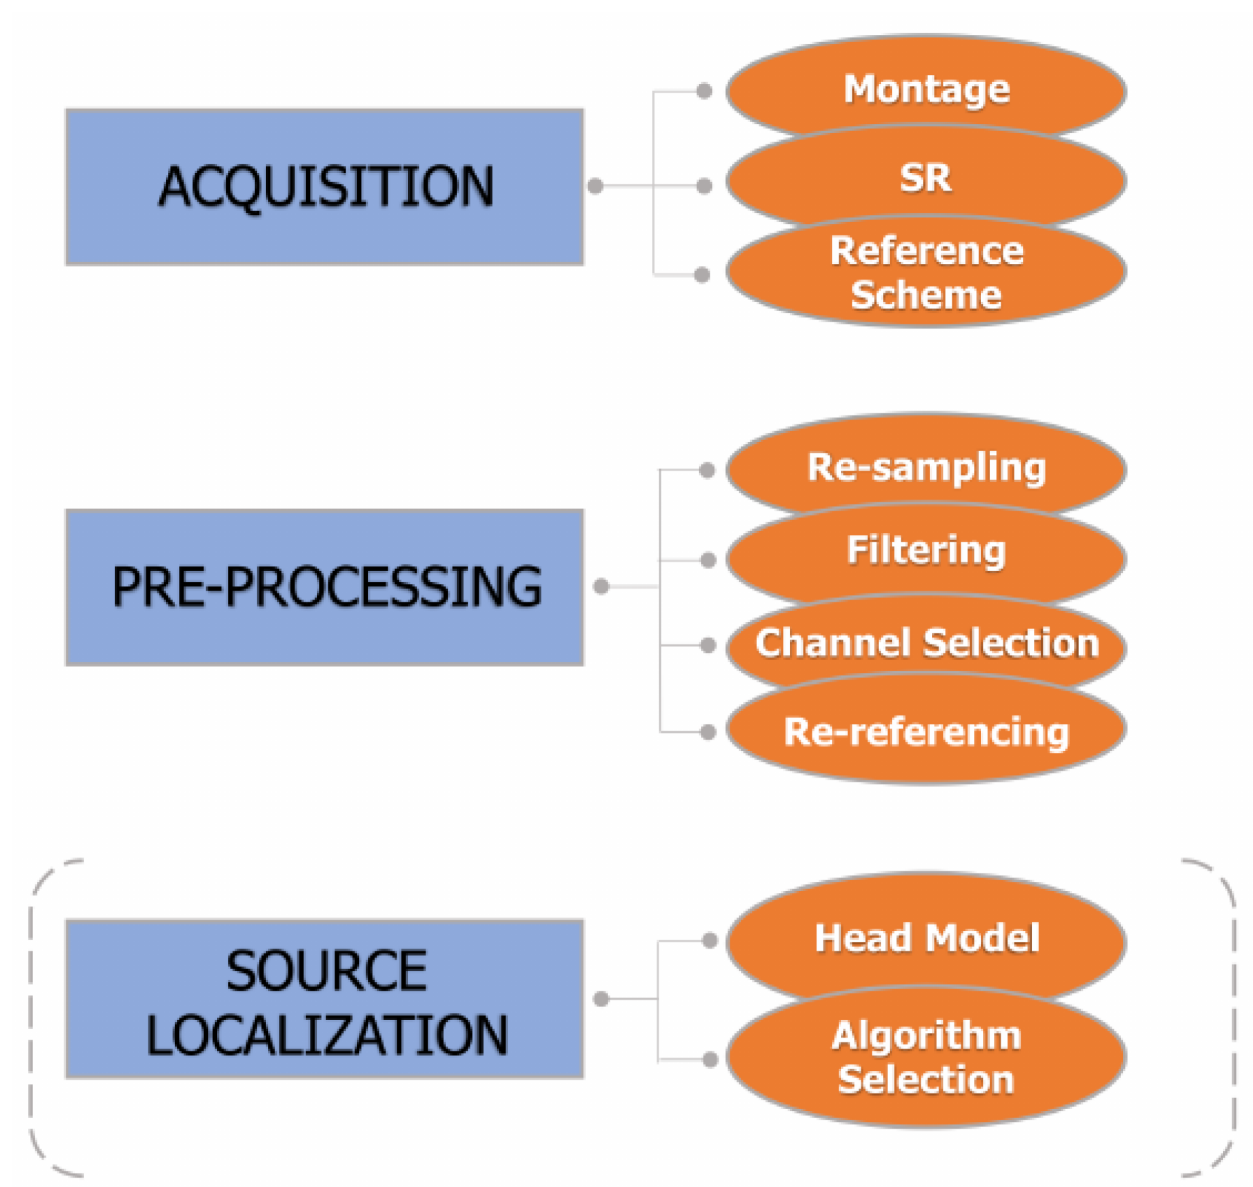 ACQUISITION
Montage
SR
Reference
Scheme
PRE-PROCESSING
Re-sampling
Filtering
Channel Selection
Re-referencing
SOURCE
LOCALIZATION
Head Model
Algorithm
Selection